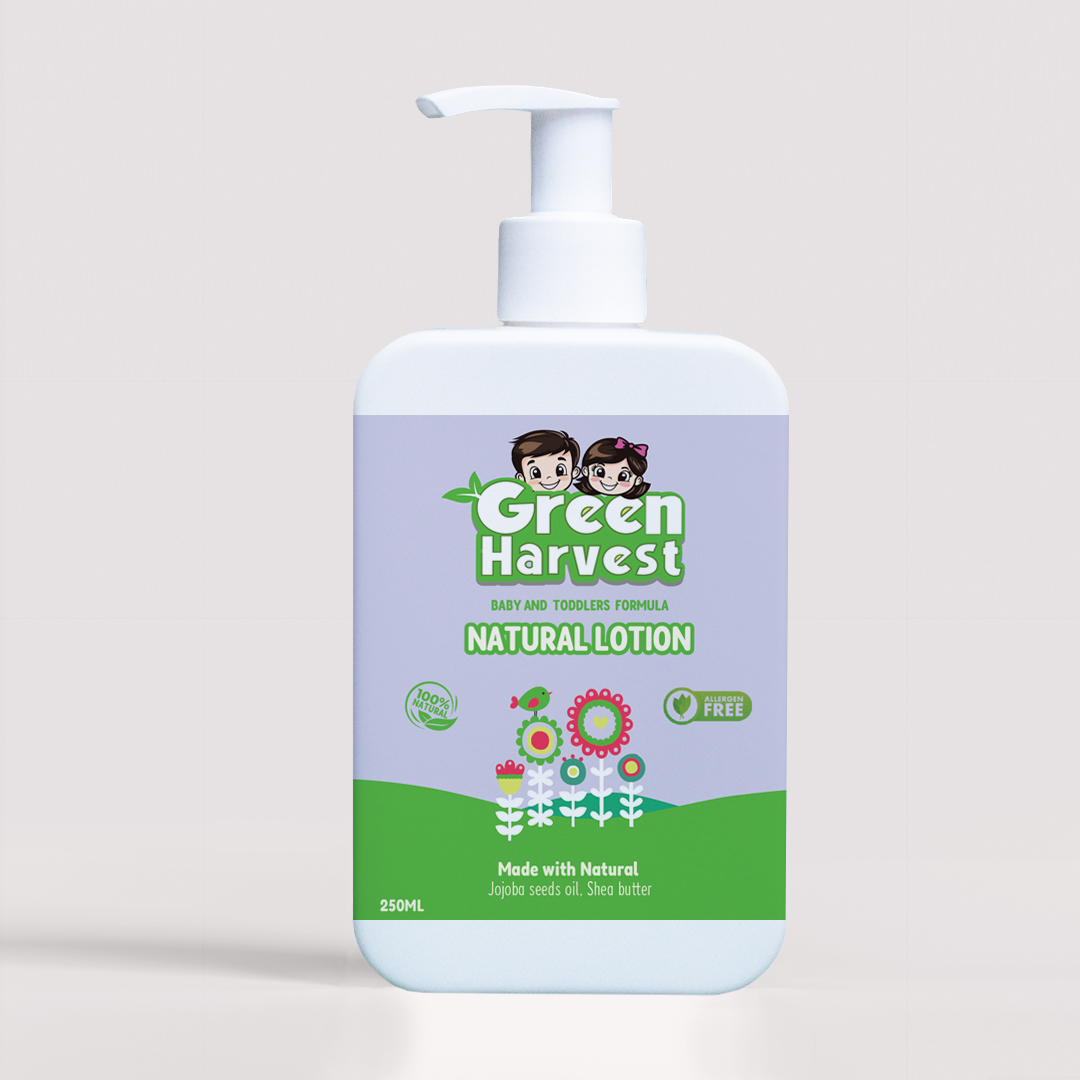 Green
Harvest
BABY AND TODDLERS FORMULA
NATURAL LOTION
100%
NATURAL
ALLERGEN
FREE
Made with Natural
Jojoba seeds oil, Shea butter
250ML